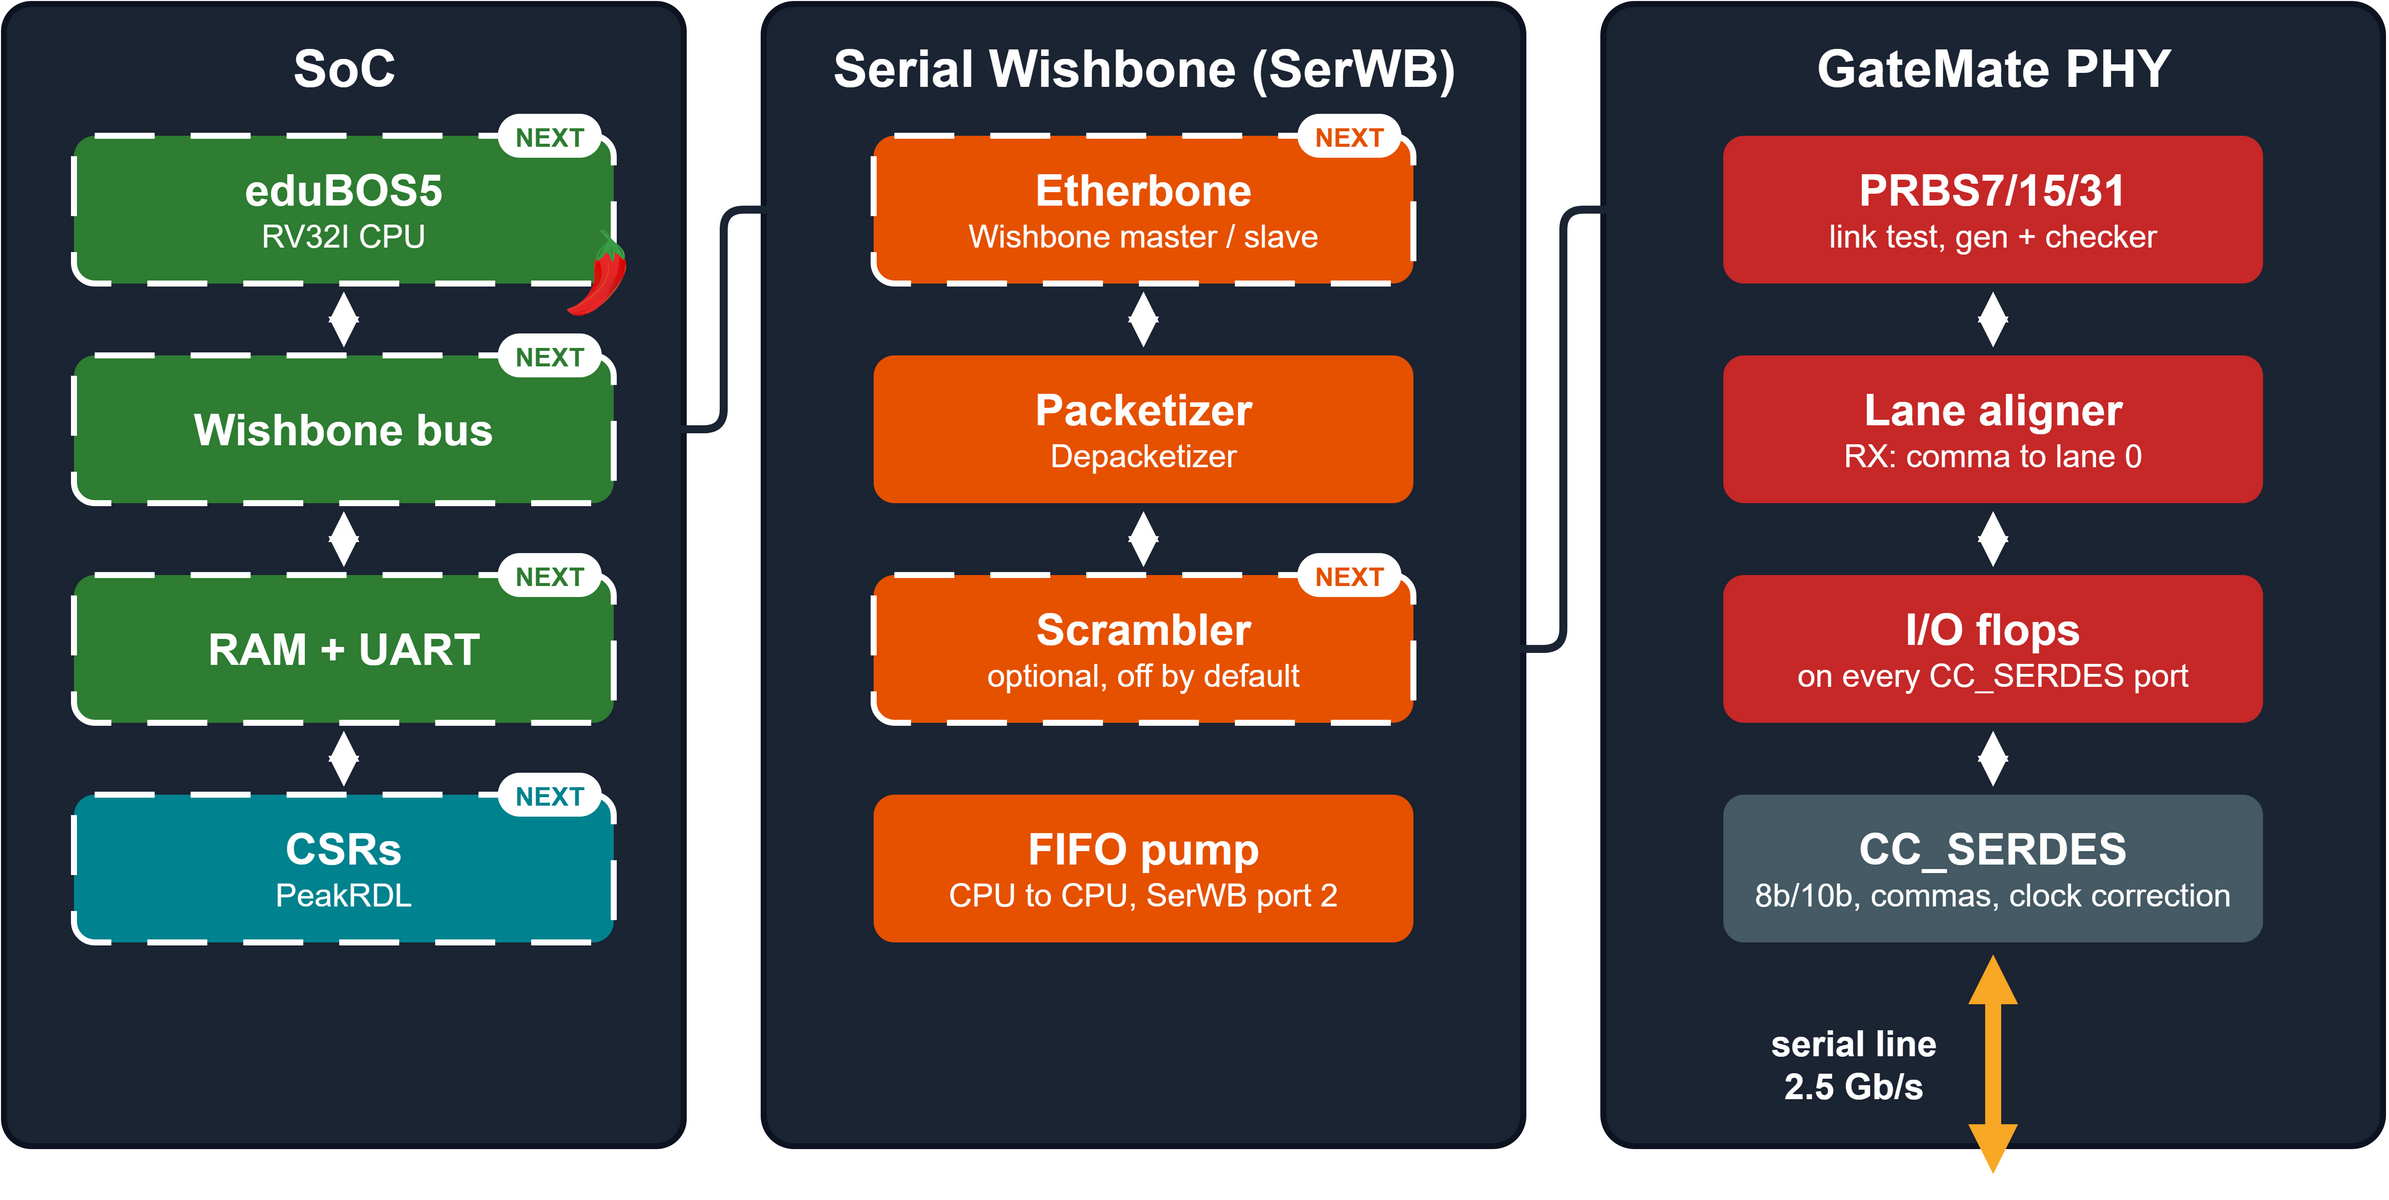 SoC
NEXT
eduBOS5
RV32I CPU
NEXT
Wishbone bus
NEXT
RAM + UART
NEXT
CSRs
PeakRDL
Serial Wishbone (SerWB)
NEXT
Etherbone
Wishbone master / slave
Packetizer
Depacketizer
NEXT
Scrambler
optional, off by default
FIFO pump
CPU to CPU, SerWB port 2
GateMate PHY
PRBS7/15/31
link test, gen + checker
Lane aligner
RX: comma to lane 0
I/O flops
on every CC_SERDES port
CC_SERDES
8b/10b, commas, clock correction
serial line
2.5 Gb/s